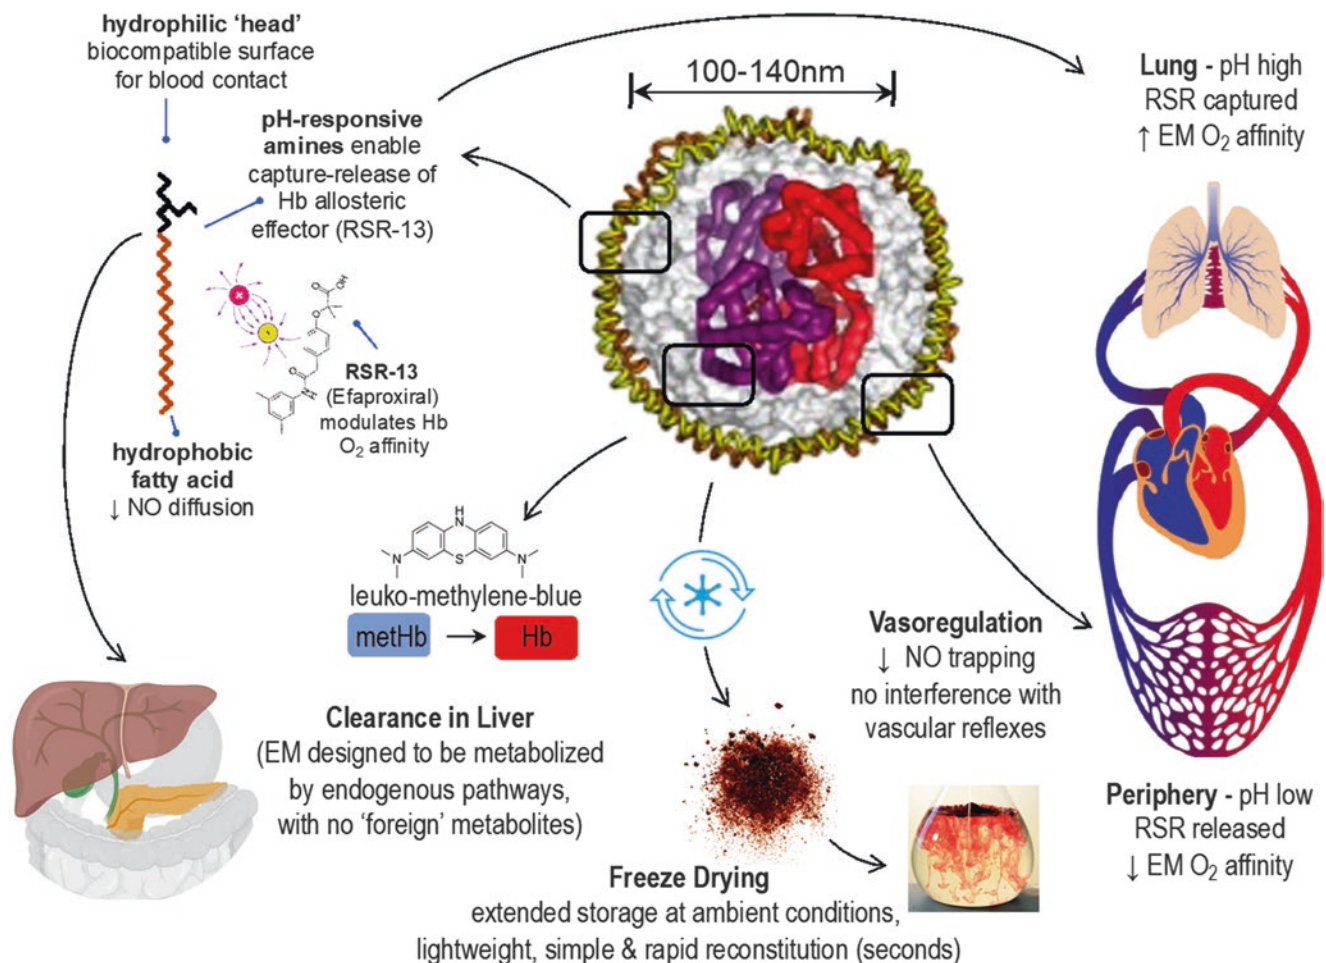 hydrophilic ‘head’
biocompatible surface
for blood contact
pH-responsive
amines enable
capture-release of
Hb allosteric
effector (RSR-13)
100-140nm
Lung - pH high
RSR captured
↑ EM O₂ affinity
+
-
O
OH
O
O
N
H
RSR-13
(Efaproxiral)
modulates Hb
O₂ affinity
hydrophobic
fatty acid
↓ NO diffusion
H
N
N
S
N
leuko-methylene-blue
metHb → Hb
Vasoregulation
↓ NO trapping
no interference with
vascular reflexes
Clearance in Liver
(EM designed to be metabolized
by endogenous pathways,
with no ‘foreign’ metabolites)
Periphery - pH low
RSR released
↓ EM O₂ affinity
Freeze Drying
extended storage at ambient conditions,
lightweight, simple & rapid reconstitution (seconds)